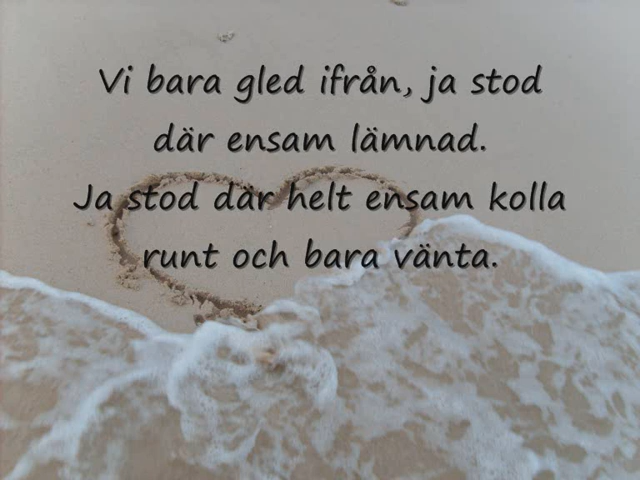 Vi bara gled ifrån, ja stod
där ensam lämnad.
Ja stod där helt ensam kolla
runt och bara vänta.